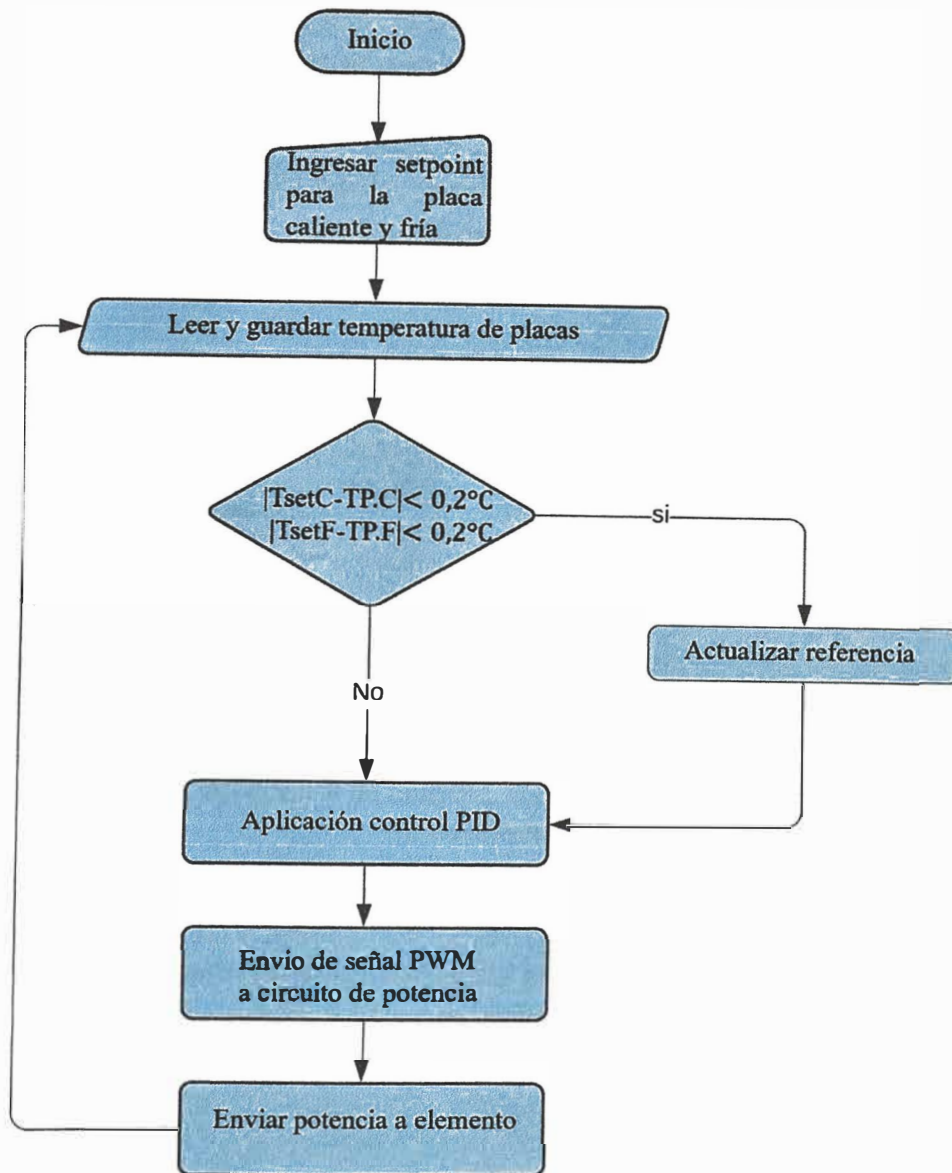 Inicio
Ingresar setpoint
para la placa
caliente y fría
Leer y guardar temperatura de placas
|TsetC-TP.C|< 0,2°C
|TsetF-TP.F|< 0,2°C
si
Actualizar referencia
No
Aplicación control PID
Envio de señal PWM
a circuito de potencia
Enviar potencia a elemento